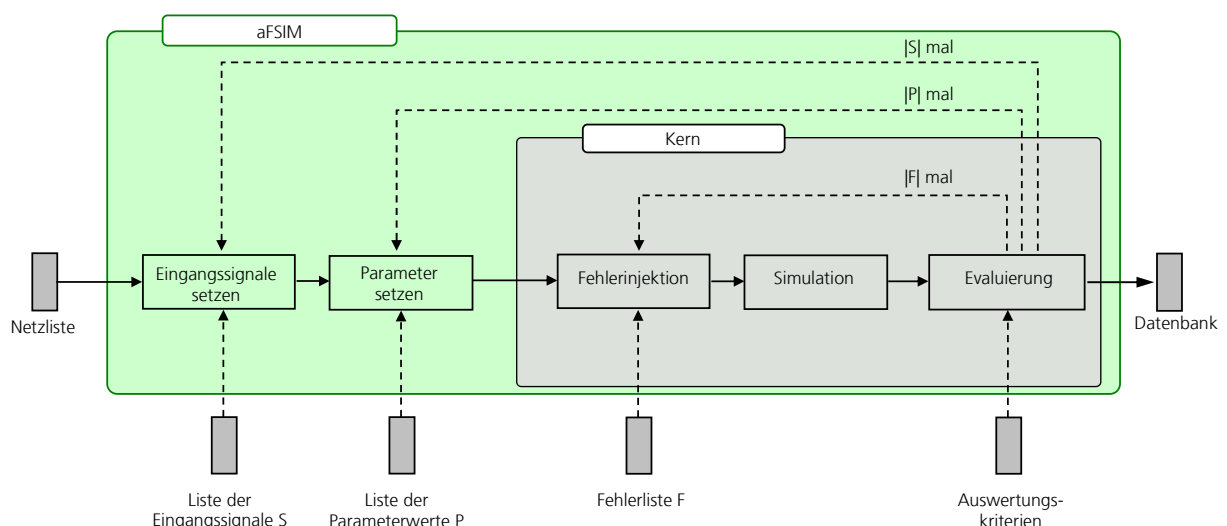 aFSIM
|S| mal
|P| mal
Kern
|F| mal
Eingangssignale
setzen
Parameter
setzen
Fehlerinjektion
Simulation
Evaluierung
Netzliste
Datenbank
Liste der
Eingangssignale S
Liste der
Parameterwerte P
Fehlerliste F
Auswertungs-
kriterien